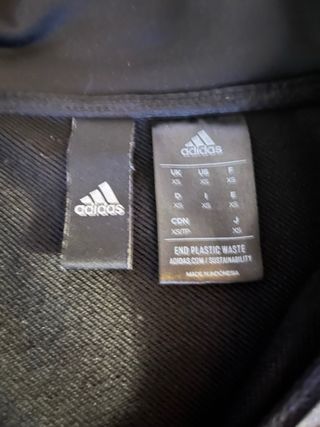 adidas
adidas
UK US F
XS XS XS
D I E
XS XS XS
CDN J
XS/TP XS
END PLASTIC WASTE
ADIDAS.COM / SUSTAINABILITY
MADE IN INDONESIA